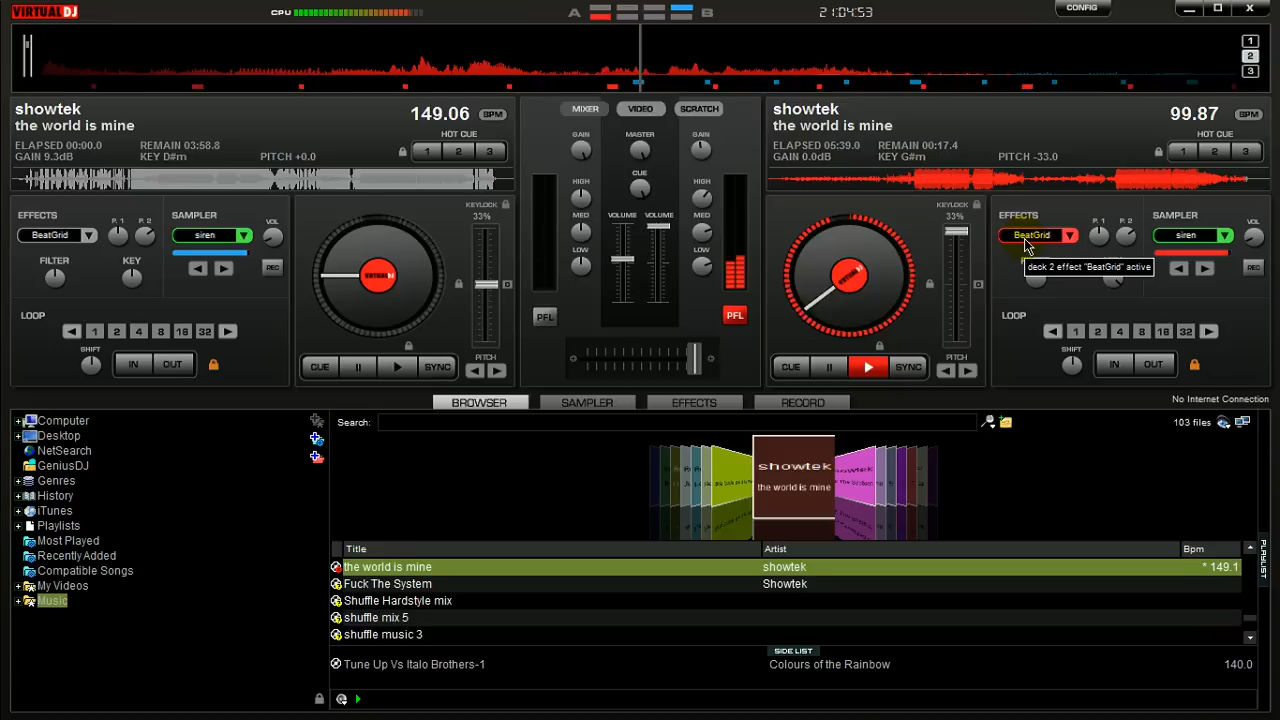 VIRTUAL DJ
CPU
A
B
21:04:53
CONFIG
1
2
3
showtek
the world is mine
149.06 BPM
ELAPSED 00:00.0 REMAIN 03:58.8
GAIN 9.3dB KEY D#m PITCH +0.0
HOT CUE
1 2 3
MIXER VIDEO SCRATCH
GAIN MASTER GAIN
HIGH CUE HIGH
MED VOLUME VOLUME MED
LOW LOW
PFL PFL
showtek
the world is mine
99.87 BPM
ELAPSED 05:39.0 REMAIN 00:17.4
GAIN 0.0dB KEY G#m PITCH -33.0
HOT CUE
1 2 3
EFFECTS P. 1 P. 2 SAMPLER VOL
BeatGrid siren
FILTER KEY REC
LOOP
1 2 4 8 16 32
SHIFT IN OUT
KEYLOCK
33%
VIRTUAL DJ
CUE SYNC PITCH
KEYLOCK
33%
CUE SYNC PITCH
EFFECTS P. 1 P. 2 SAMPLER VOL
BeatGrid siren
deck 2 effect "BeatGrid" active
REC
LOOP
1 2 4 8 16 32
SHIFT IN OUT
BROWSER SAMPLER EFFECTS RECORD
No Internet Connection
Computer
Desktop
NetSearch
GeniusDJ
Genres
History
iTunes
Playlists
Most Played
Recently Added
Compatible Songs
My Videos
Music
Search:
103 files
showtek
the world is mine
Title Artist Bpm
the world is mine showtek * 149.1
Fuck The System Showtek
Shuffle Hardstyle mix
shuffle mix 5
shuffle music 3
PLAYLIST
SIDE LIST
Tune Up Vs Italo Brothers-1 Colours of the Rainbow 140.0